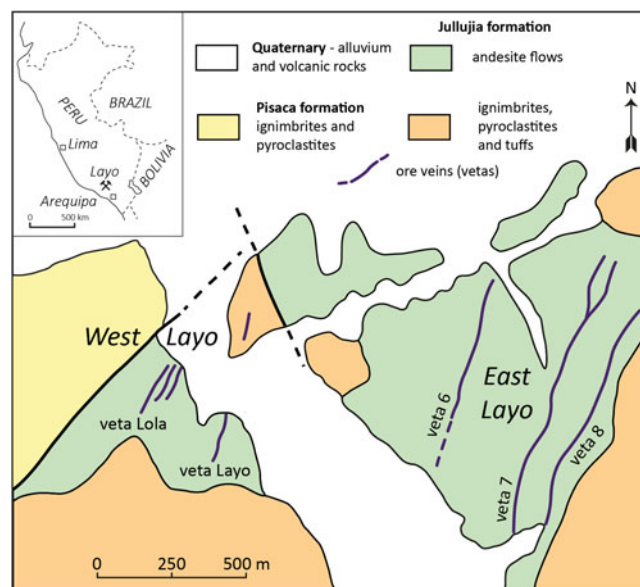 PERU
BRAZIL
Lima
Layo
BOLIVIA
Arequipa
0 500 km
Jullujia formation
Quaternary - alluvium
and volcanic rocks
andesite flows
Pisaca formation
ignimbrites and
pyroclastites
ignimbrites,
pyroclastites
and tuffs
ore veins (vetas)
N
West Layo
East
Layo
veta Lola
veta Layo
veta 6
veta 7
veta 8
0 250 500 m